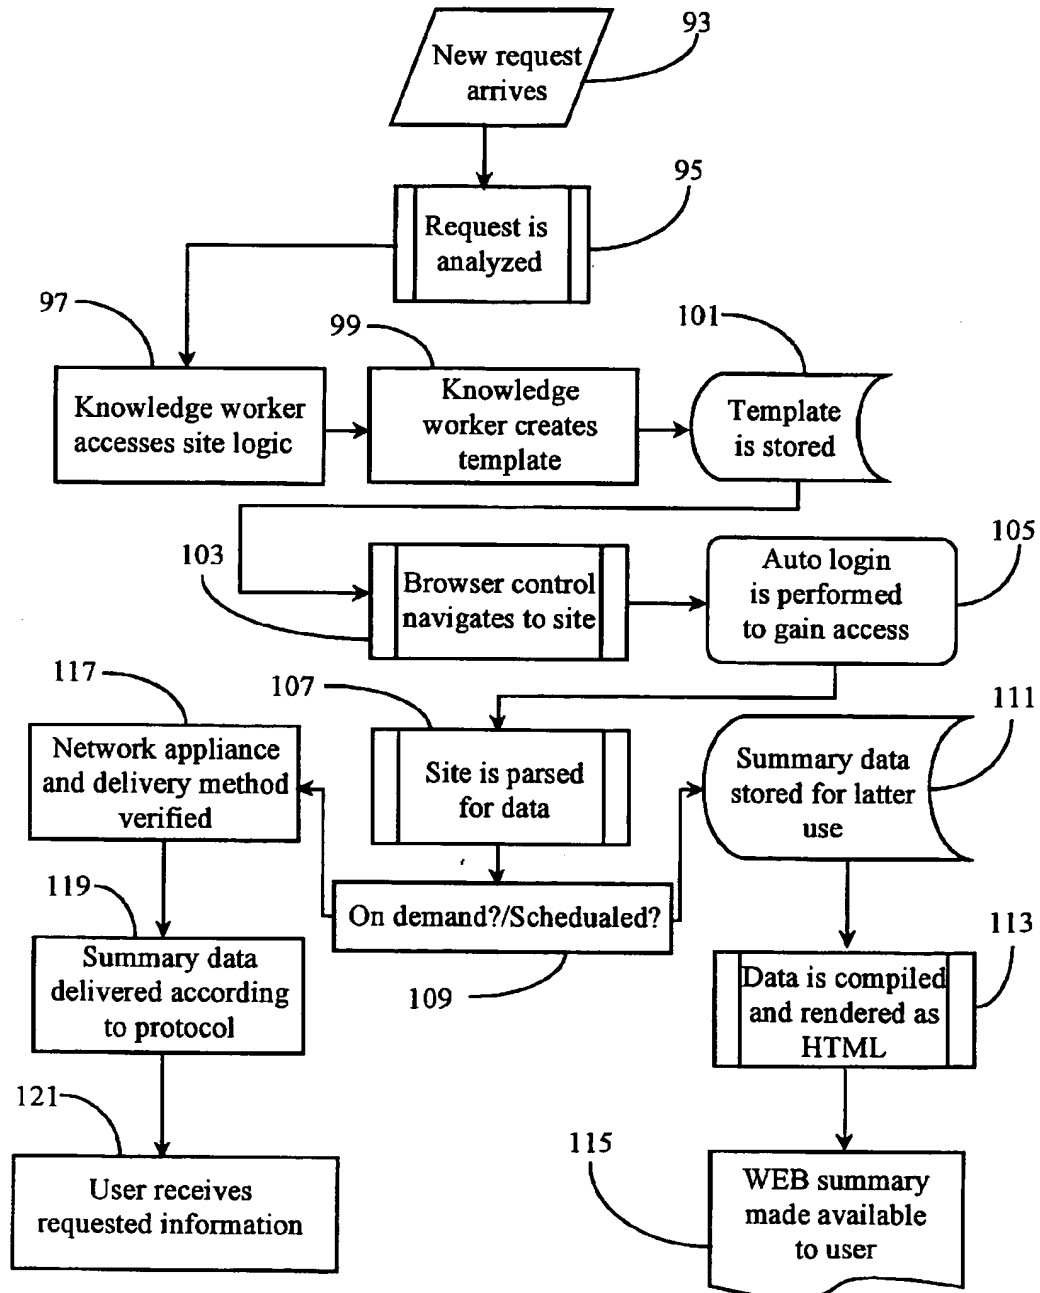 93
New request
arrives
95
Request is
analyzed
97
Knowledge worker
accesses site logic
99
Knowledge
worker creates
template
101
Template
is stored
103
Browser control
navigates to site
105
Auto login
is performed
to gain access
107
Site is parsed
for data
109
On demand?/Schedualed?
111
Summary data
stored for latter
use
113
Data is compiled
and rendered as
HTML
115
WEB summary
made available
to user
117
Network appliance
and delivery method
verified
119
Summary data
delivered according
to protocol
121
User receives
requested information